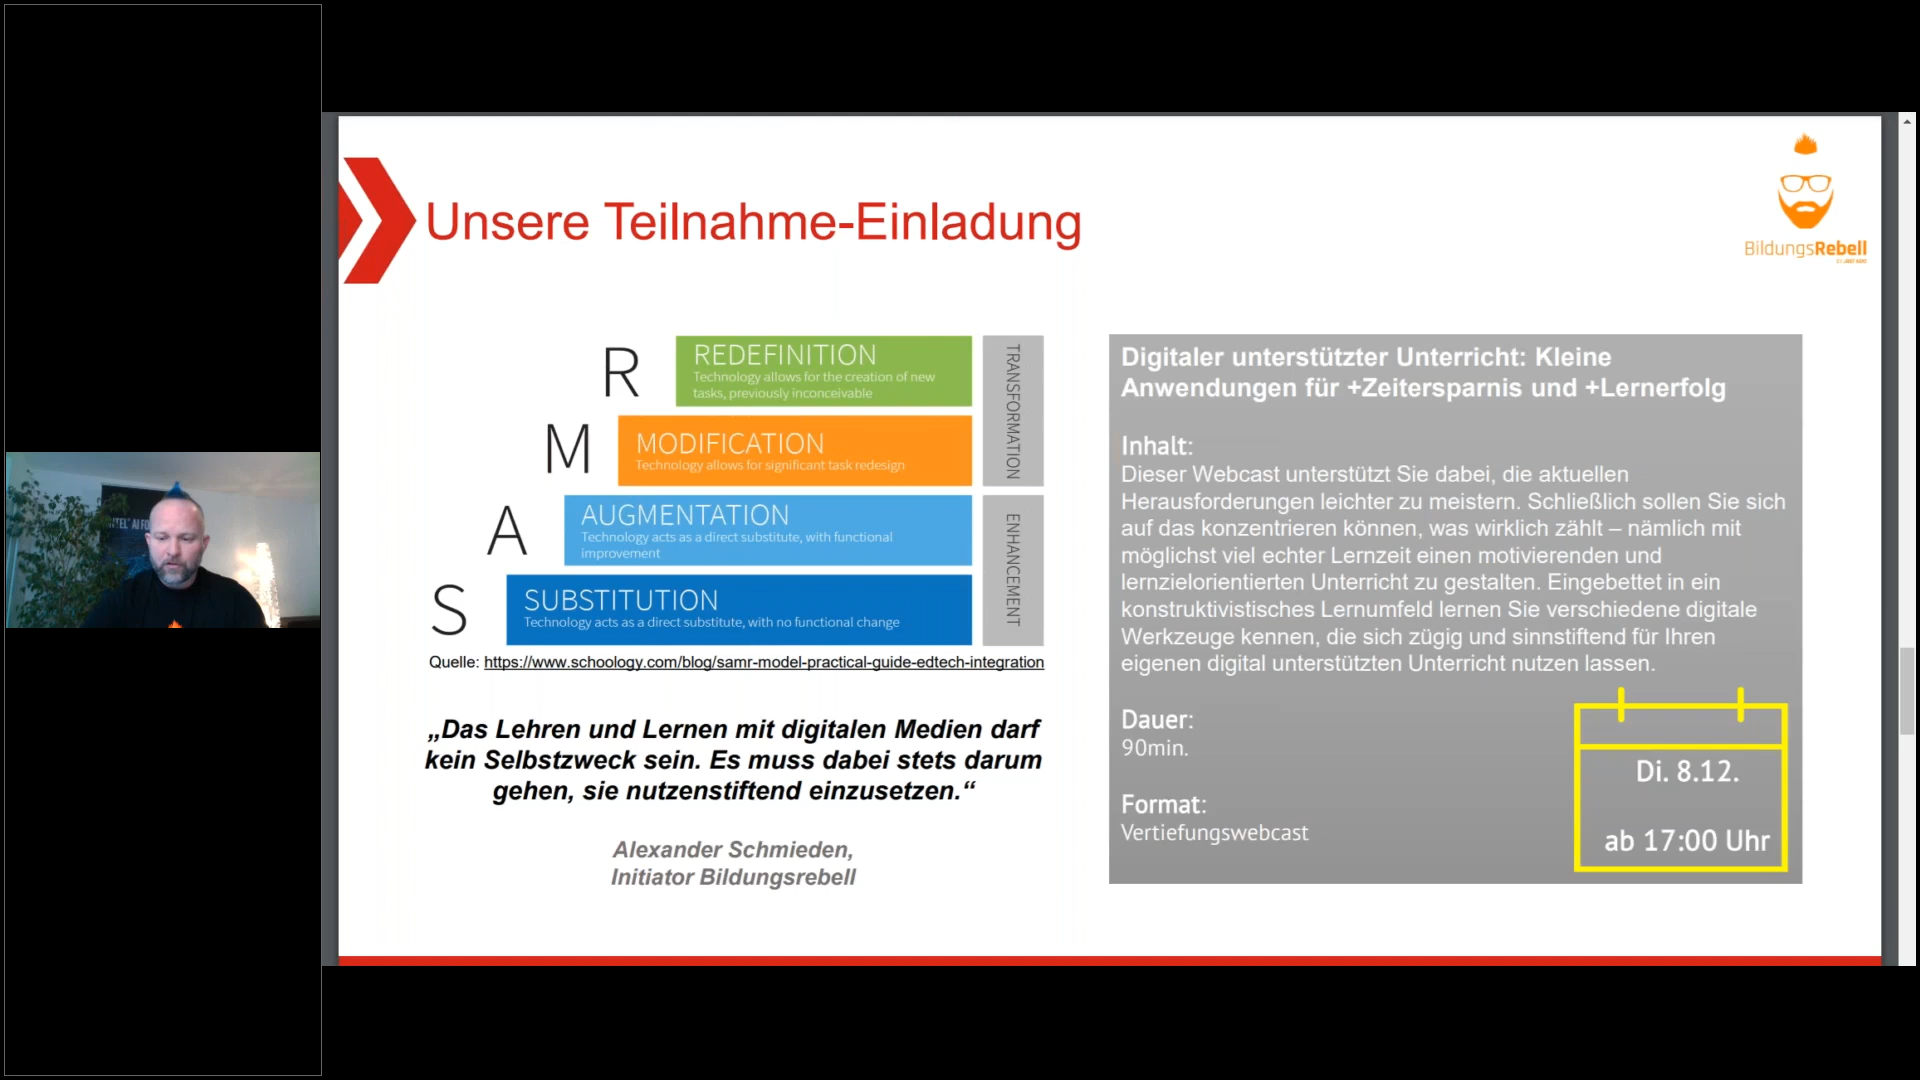 Unsere Teilnahme-Einladung
BildungsRebell
R
REDEFINITION
Technology allows for the creation of new
tasks, previously inconceivable
M
MODIFICATION
Technology allows for significant task redesign
TRANSFORMATION
A
AUGMENTATION
Technology acts as a direct substitute, with functional
improvement
S
SUBSTITUTION
Technology acts as a direct substitute, with no functional change
ENHANCEMENT
Quelle: https://www.schoology.com/blog/samr-model-practical-guide-edtech-integration
„Das Lehren und Lernen mit digitalen Medien darf
kein Selbstzweck sein. Es muss dabei stets darum
gehen, sie nutzenstiftend einzusetzen.“
Alexander Schmieden,
Initiator Bildungsrebell
Digitaler unterstützter Unterricht: Kleine
Anwendungen für +Zeitersparnis und +Lernerfolg
Inhalt:
Dieser Webcast unterstützt Sie dabei, die aktuellen
Herausforderungen leichter zu meistern. Schließlich sollen Sie sich
auf das konzentrieren können, was wirklich zählt – nämlich mit
möglichst viel echter Lernzeit einen motivierenden und
lernzielorientierten Unterricht zu gestalten. Eingebettet in ein
konstruktivistisches Lernumfeld lernen Sie verschiedene digitale
Werkzeuge kennen, die sich zügig und sinnstiftend für Ihren
eigenen digital unterstützten Unterricht nutzen lassen.
Dauer:
90min.
Format:
Vertiefungswebcast
Di. 8.12.
ab 17:00 Uhr